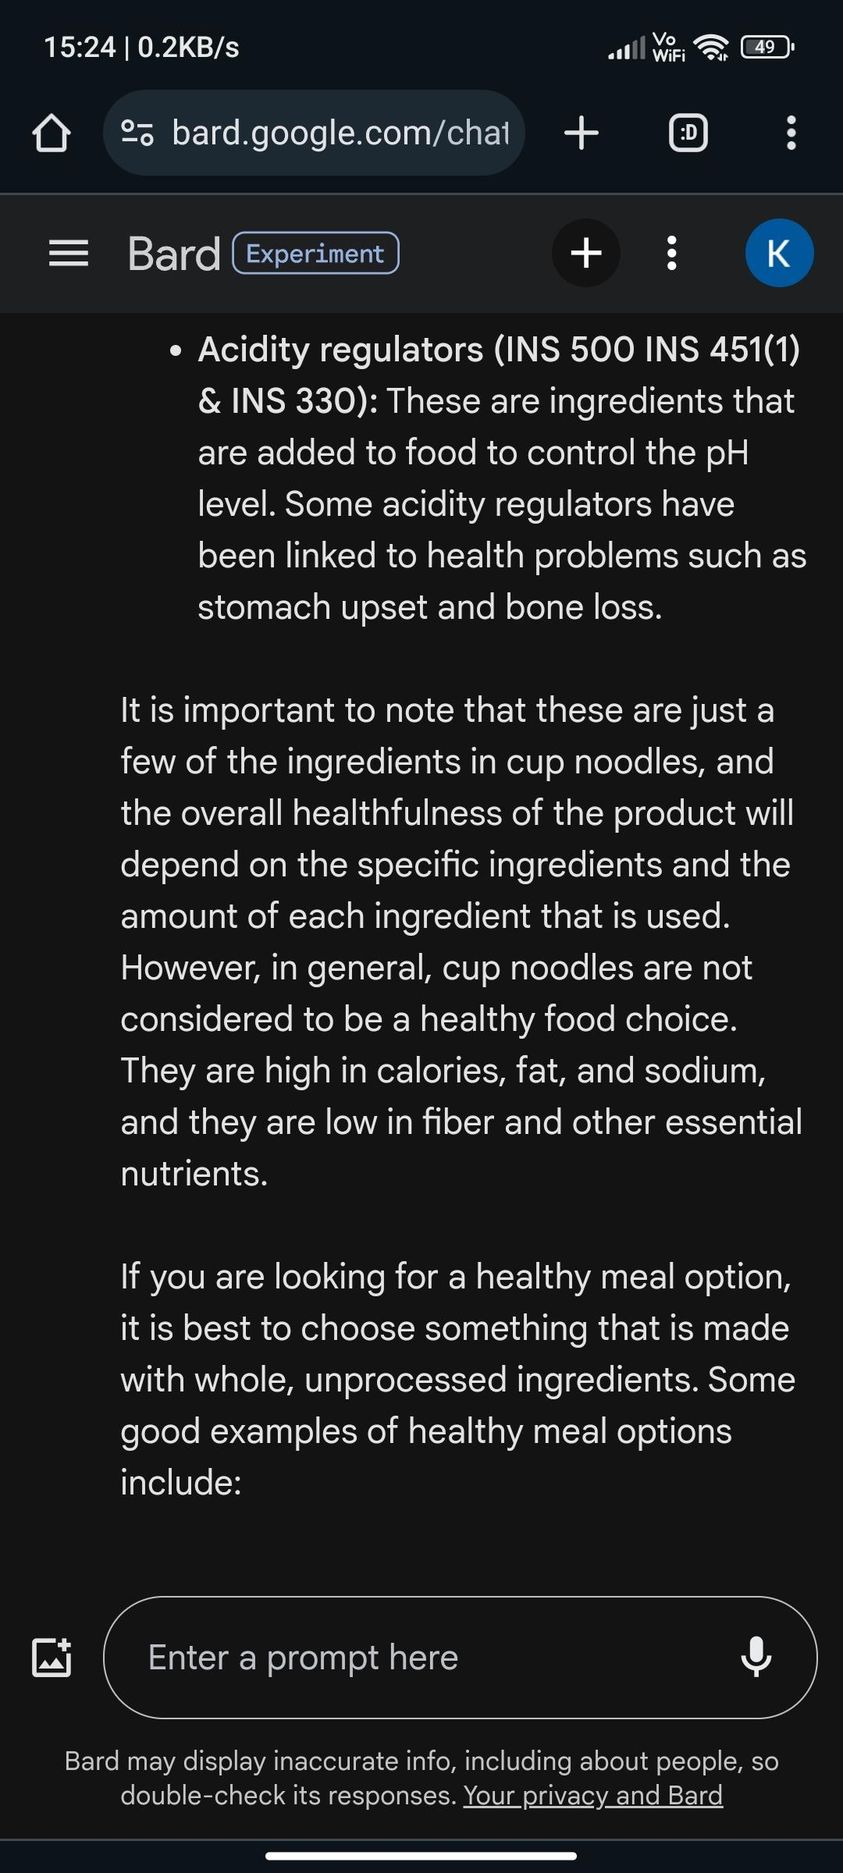 15:24 | 0.2KB/s
Vo
WiFi
49
bard.google.com/chat
:D
Bard Experiment
K
• Acidity regulators (INS 500 INS 451(1)
& INS 330): These are ingredients that
are added to food to control the pH
level. Some acidity regulators have
been linked to health problems such as
stomach upset and bone loss.
It is important to note that these are just a
few of the ingredients in cup noodles, and
the overall healthfulness of the product will
depend on the specific ingredients and the
amount of each ingredient that is used.
However, in general, cup noodles are not
considered to be a healthy food choice.
They are high in calories, fat, and sodium,
and they are low in fiber and other essential
nutrients.
If you are looking for a healthy meal option,
it is best to choose something that is made
with whole, unprocessed ingredients. Some
good examples of healthy meal options
include:
Enter a prompt here
Bard may display inaccurate info, including about people, so
double-check its responses. Your privacy and Bard